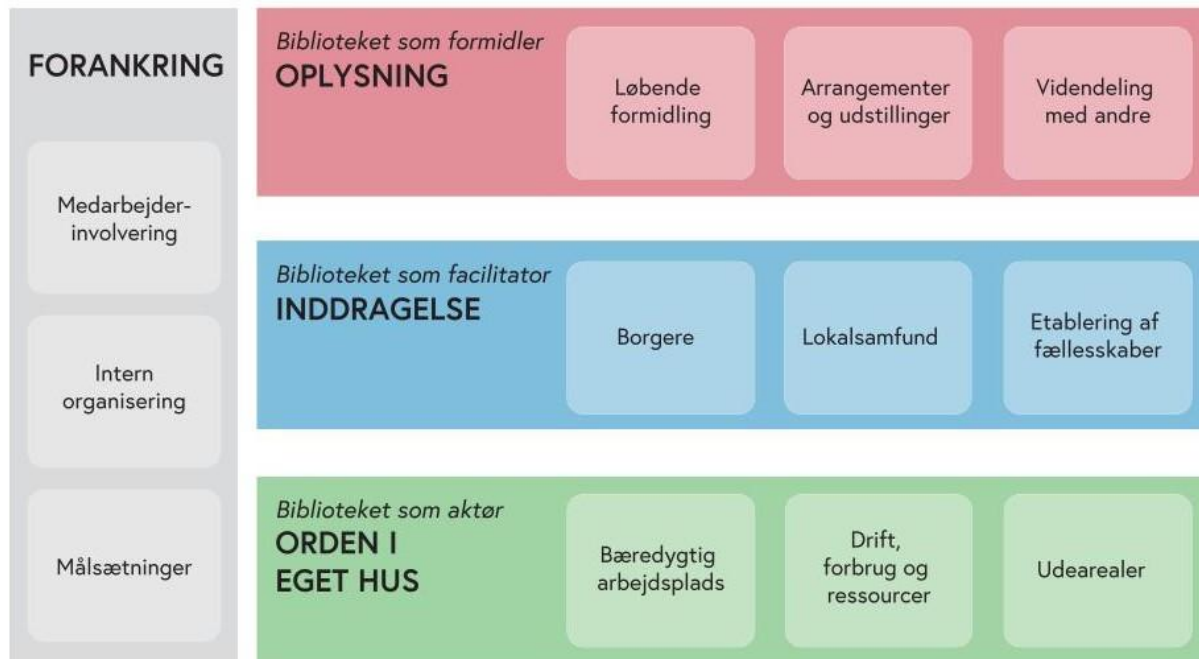 FORANKRING
Medarbejder-
involvering
Intern
organisering
Målsætninger
Biblioteket som formidler
OPLYSNING
Løbende
formidling
Arrangementer
og udstillinger
Videndeling
med andre
Biblioteket som facilitator
INDDRAGELSE
Borgere
Lokalsamfund
Etablering af
fællesskaber
Biblioteket som aktør
ORDEN I
EGET HUS
Bæredygtig
arbejdsplads
Drift,
forbrug og
ressourcer
Udearealer